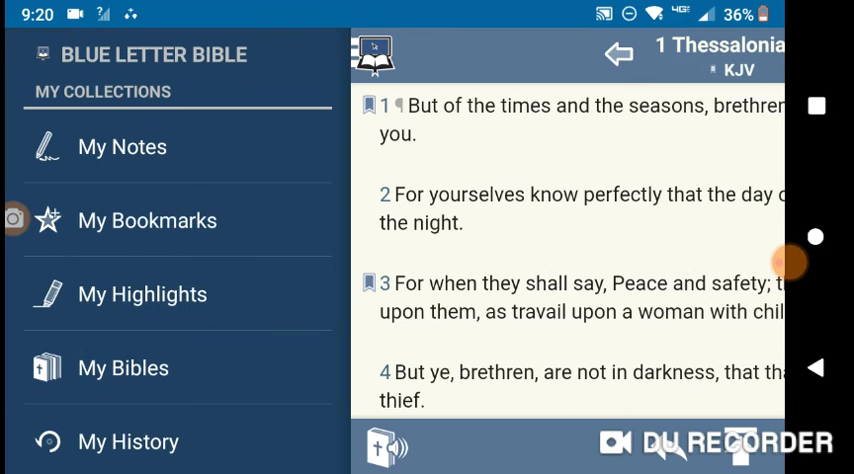 9:20
4G
36%
BLUE LETTER BIBLE
MY COLLECTIONS
My Notes
My Bookmarks
My Highlights
My Bibles
My History
1 Thessalonia
KJV
1 ¶ But of the times and the seasons, brethren
you.
2 For yourselves know perfectly that the day o
the night.
3 For when they shall say, Peace and safety; t
upon them, as travail upon a woman with chil
4 But ye, brethren, are not in darkness, that tha
thief.
DU RECORDER